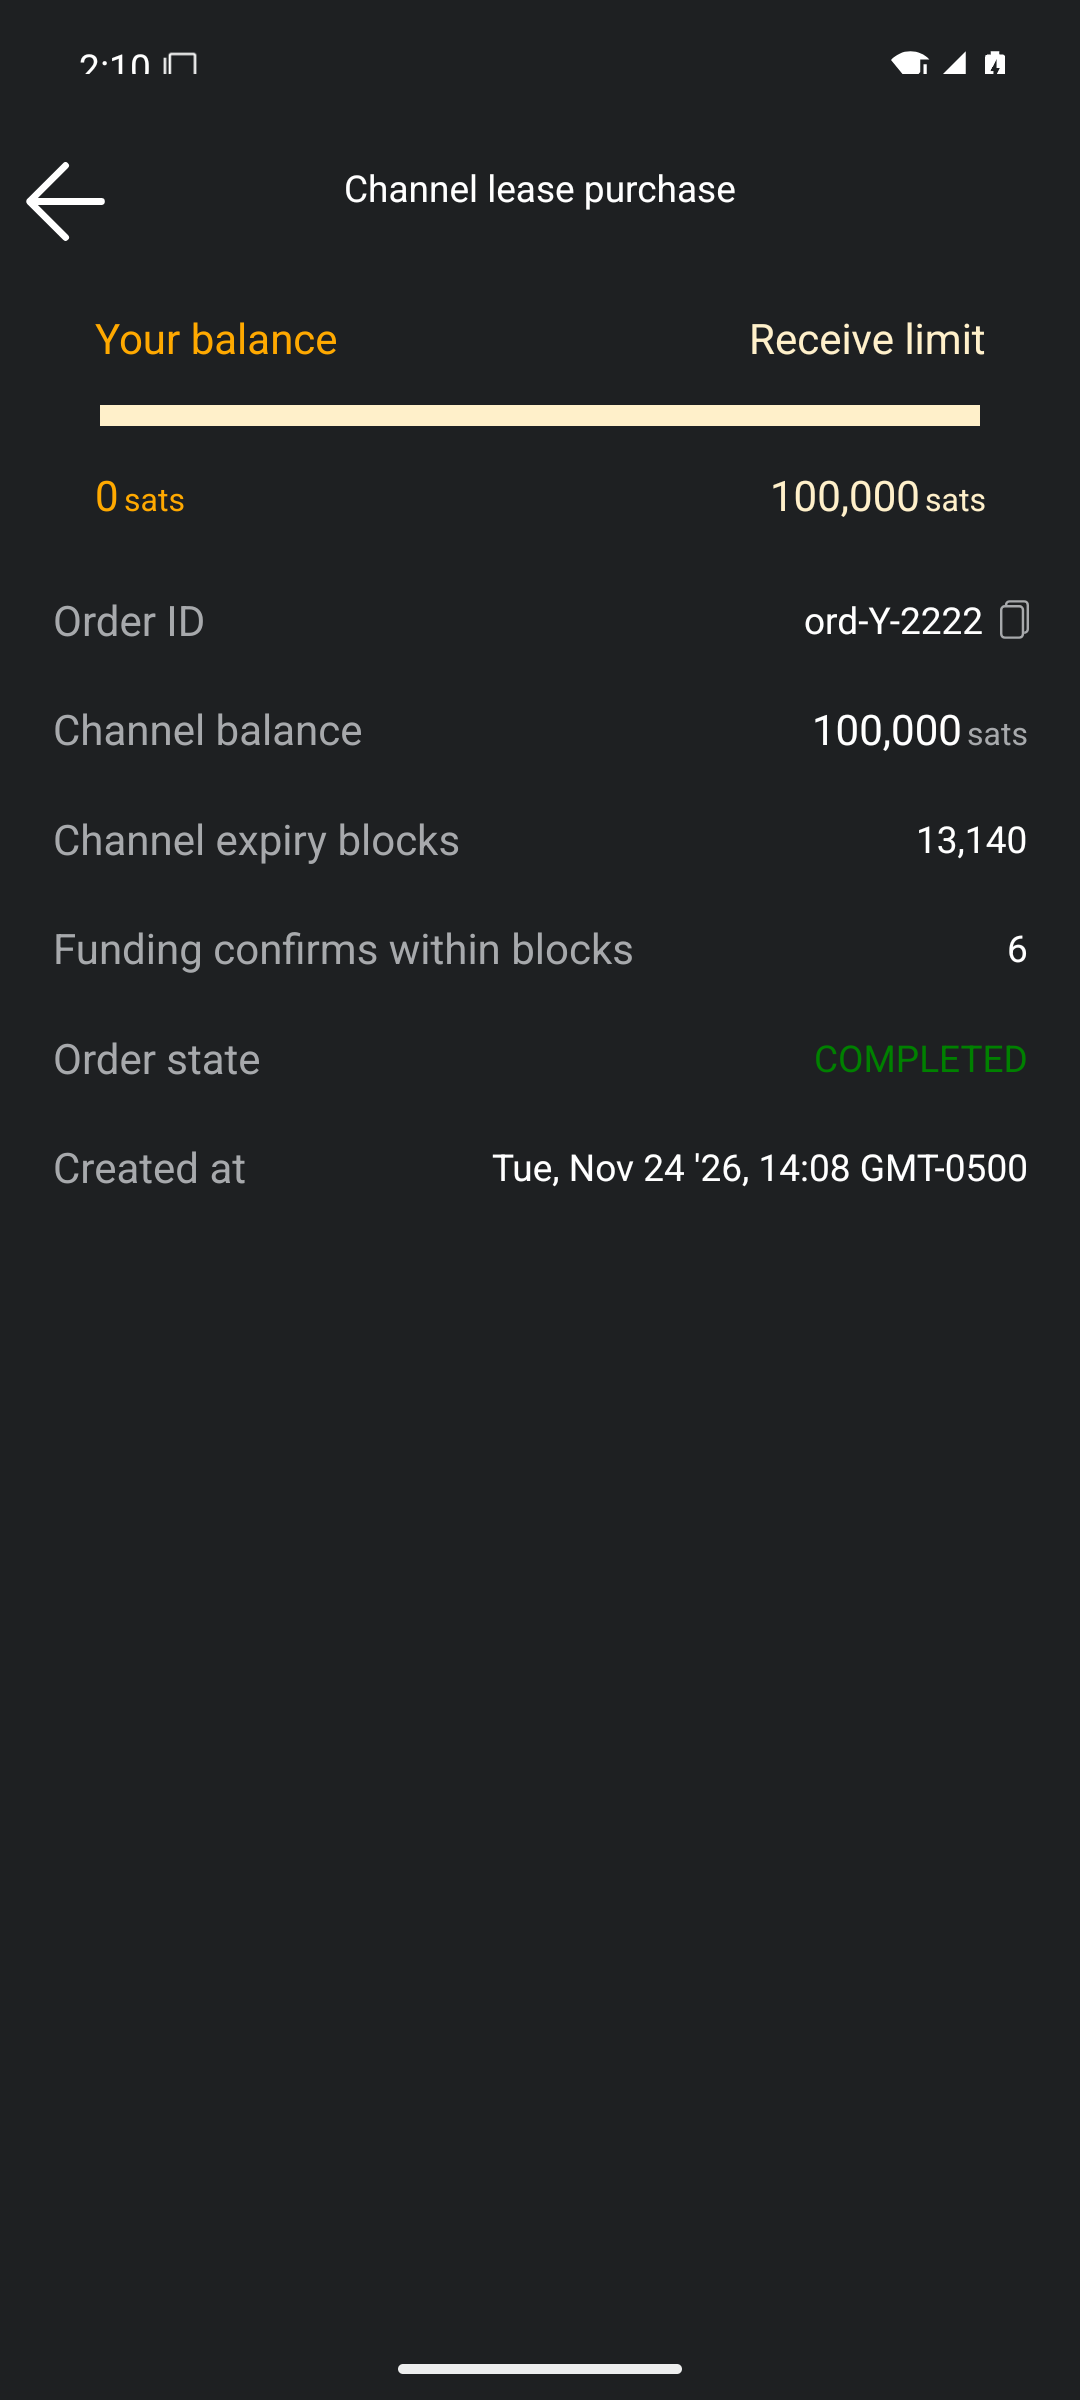 2:10
Channel lease purchase
Your balance Receive limit
0 sats 100,000 sats
Order ID ord-Y-2222
Channel balance 100,000 sats
Channel expiry blocks 13,140
Funding confirms within blocks 6
Order state COMPLETED
Created at Tue, Nov 24 '26, 14:08 GMT-0500